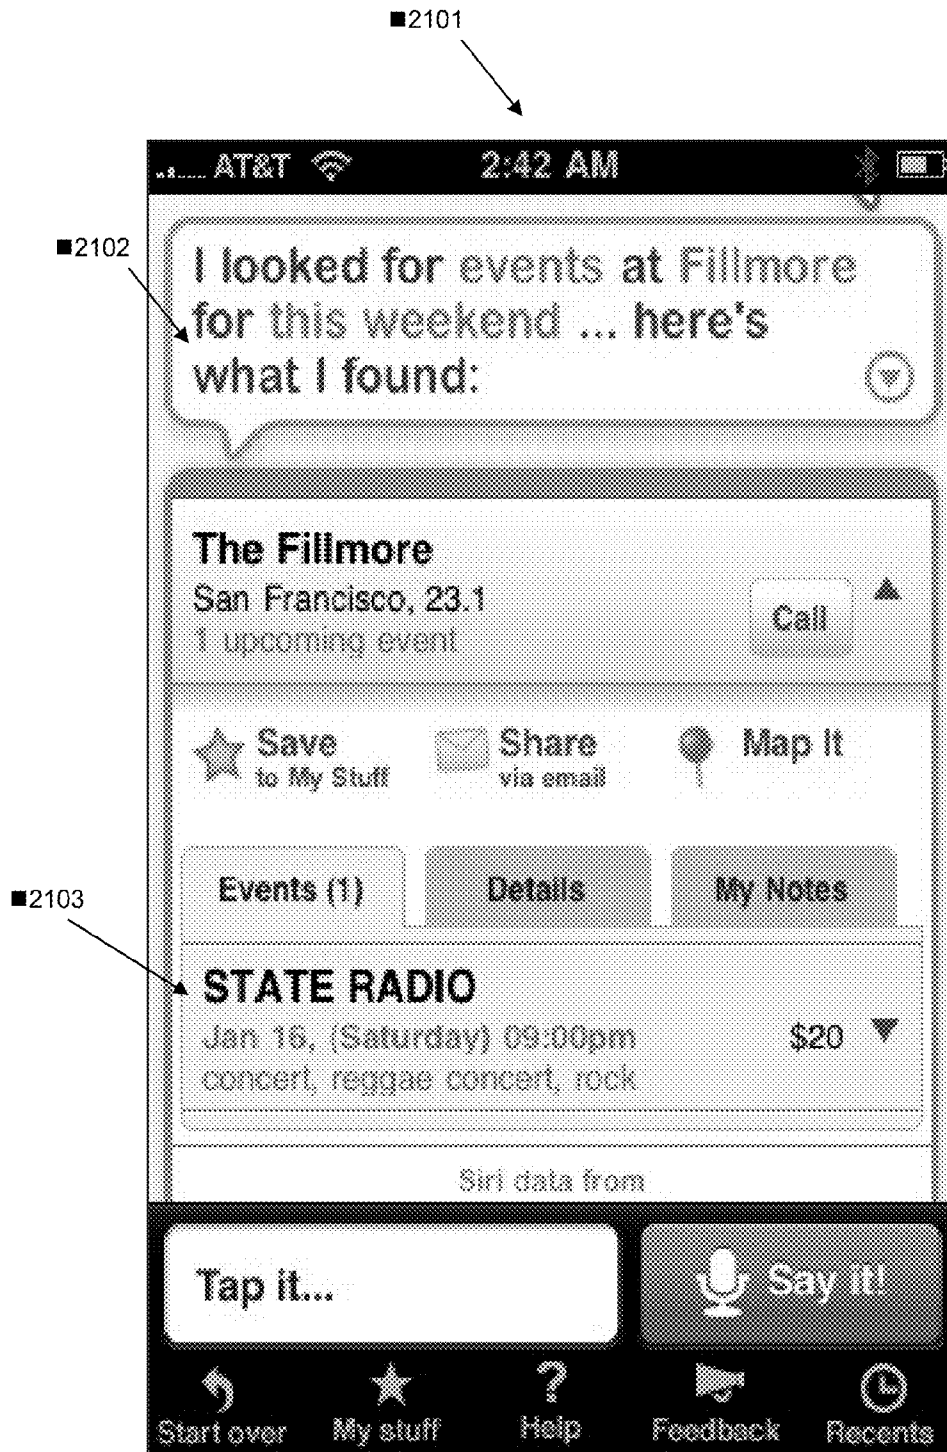 ■2101
AT&T 2:42 AM
■2102
I looked for events at Fillmore
for this weekend ... here's
what I found:
The Fillmore
San Francisco, 23.1
1 upcoming event
Call
Save
to My Stuff
Share
via email
Map It
Events (1)
Details
My Notes
■2103
STATE RADIO
Jan 16, (Saturday) 09:00pm
$20
concert, reggae concert, rock
Siri data from
Tap it...
Say it!
Start over
My stuff
Help
Feedback
Recents